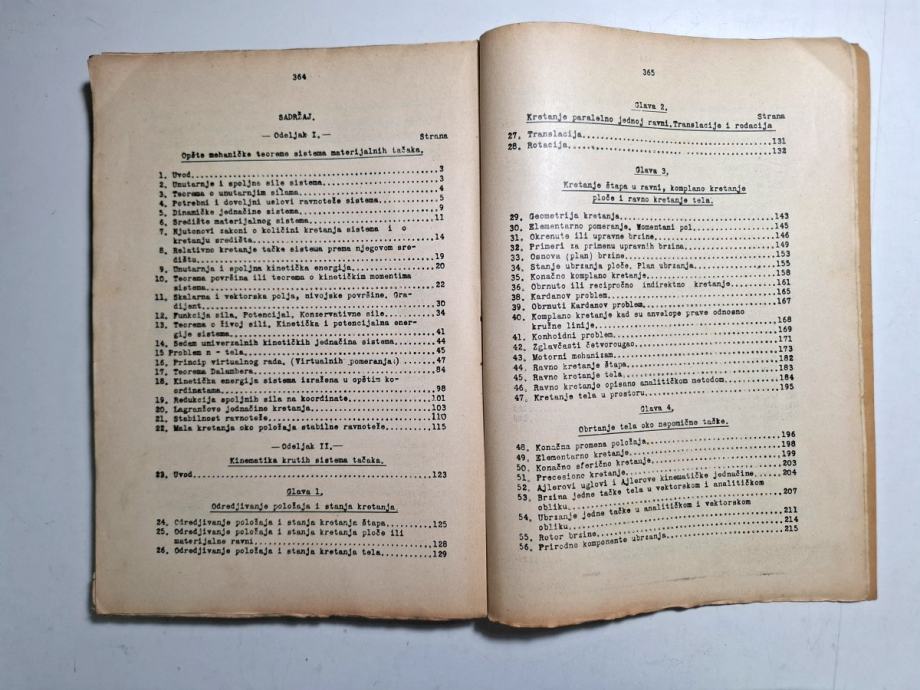 364
SADRŽAJ.
— Odeljak I.—
Strana
Opšte mehaničke teoreme sistema materijalnih tačaka.
1. Uvod..................3
2. Unutarnje i spoljne sile sistema..................3
3. Teorema o unutarnjim silama..................4
4. Potrebni i dovoljni uslovi ravnoteže sistema..................5
5. Dinamičke jednačine sistema..................9
6. Središte materijalnog sistema..................11
7. Njutonovi zakoni o količini kretanja sistema i o
kretanju središta..................14
8. Relativno kretanje tačke sistema prema njegovom sre-
dištu..................19
9. Unutarnja i spoljna kinetička energija..................20
10. Teorema površina ili teorema o kinetičkim momentima
sistema..................22
11. Skalarna i vektorska polja, nivojske površine, Gra-
dijent..................30
12. Funkcija sila, Potencijal, Konservativne sile..................34
13. Teorema o živoj sili, Kinetička i potencijalna ener-
gije sistema..................41
14. Sedam univerzalnih kinetičkih jednačina sistema..................44
15 Problem n - tela..................45
16. Princip virtualnog rada. (Virtualnih pomeranja)..................47
17. Teorema Dalambera..................84
18. Kinetička energija sistema izražena u opštim ko-
ordinatama..................98
19. Redukcija spoljnih sila na koordinate..................101
20. Lagranžove jednačine kretanja..................103
21. Stabilnost ravnoteže..................110
22. Mala kretanja oko položaja stabilne ravnoteže..................115
— Odeljak II.—
Kinematika krutih sistema tačaka.
23. Uvod..................123
Glava 1.
Odredjivanje položaja i stanja kretanja
24. Odredjivanje položaja i stanja kretanja štapa..................125
25. Odredjivanje položaja i stanja kretanja ploče ili
materijalne ravni..................128
26. Odredjivanje položaja i stanja kretanja tela..................129
365
Glava 2.
Strana
Kretanje paralelno jednoj ravni.Translacije i rodacija
27. Translacija..................131
28. Rotacija..................132
Glava 3,
Kretanje štapa u ravni, komplano kretanje
ploče i ravno kretanje tela.
29. Geometrija kretanja..................143
30. Elementarno pomeranje. Momentani pol..................145
31. Okrenute ili upravne brzine..................146
32. Primeri za primenu upravnih brzina..................149
33. Osnova (plan) brzine..................153
34. Stanje ubrzanja ploče. Plan ubrzanja..................155
35. Konačno komplano kretanje..................158
36. Obrnuto ili recipročno indirektno kretanje..................161
38. Kardanov problem..................165
39. Obrnuti Kardanov problem..................167
40. Komplano kretanje kad su anvelope prave odnosno
kružne linije..................168
41. Konhoidni problem..................169
42. Zglavčasti četvorougao..................171
43. Motorni mehanizam..................173
44. Ravno kretanje štapa..................182
45. Ravno kretanje tela..................183
46. Ravno kretanje opisano analitičkom metodom..................184
47. Kretanje tela u prostoru..................195
Glava 4,
Obrtanje tela oko nepomične tačke.
48. Konačna promena položaja..................196
49. Elementarno kretanje..................198
50. Konačno sferično kretanje..................199
51. Precesiono kretanje..................203
52. Ajlerovi uglovi i Ajlerove kinematičke jednačine..................204
53. Brzina jedne tačke tela u vektorskom i analitičkom
obliku..................207
54. Ubrzanje jedne tačke u analitičkom i vektorskom
obliku..................211
55. Rotor brzine..................214
56. Prirodne komponente ubrzanja..................215